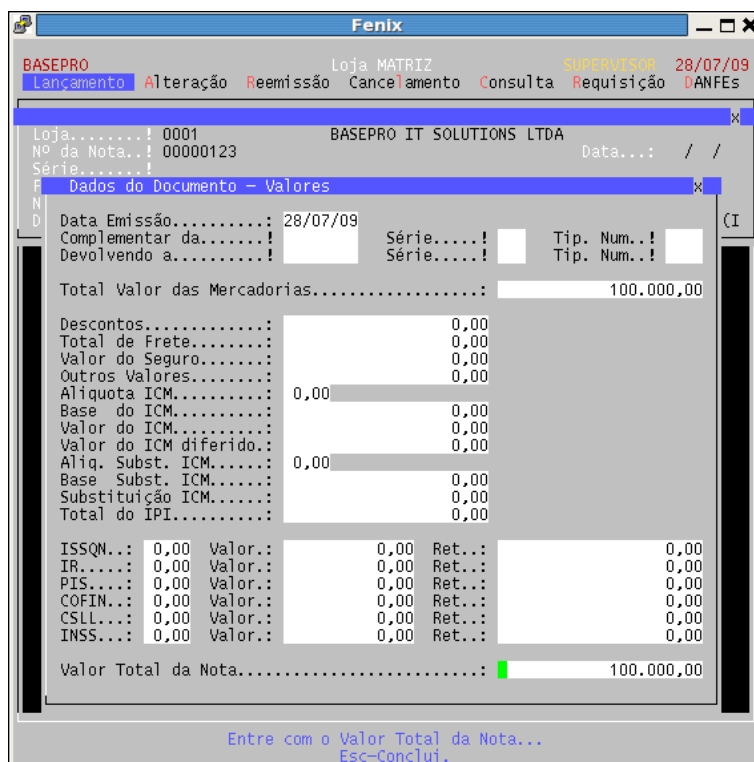 Fenix
BASEPRO Loja MATRIZ SUPERVISOR 28/07/09
Lançamento Alteração Reemissão Cancelamento Consulta Requisição DANFEs
x
Loja........! 0001 BASEPRO IT SOLUTIONS LTDA
Nº da Nota..! 00000123 Data...: / /
Série.......!
F Dados do Documento – Valores x
N
D Data Emissão..........: 28/07/09 (I
Complementar da.......! Série.....! Tip. Num..!
Devolvendo a..........! Série.....! Tip. Num..!
Total Valor das Mercadorias..................: 100.000,00
Descontos.............: 0,00
Total de Frete........: 0,00
Valor do Seguro.......: 0,00
Outros Valores........: 0,00
Aliquota ICM..........: 0,00
Base do ICM...........: 0,00
Valor do ICM..........: 0,00
Valor do ICM diferido.: 0,00
Aliq. Subst. ICM......: 0,00
Base Subst. ICM.......: 0,00
Substituição ICM......: 0,00
Total do IPI..........: 0,00
ISSQN..: 0,00 Valor.: 0,00 Ret..: 0,00
IR.....: 0,00 Valor.: 0,00 Ret..: 0,00
PIS....: 0,00 Valor.: 0,00 Ret..: 0,00
COFIN..: 0,00 Valor.: 0,00 Ret..: 0,00
CSLL...: 0,00 Valor.: 0,00 Ret..: 0,00
INSS...: 0,00 Valor.: 0,00 Ret..: 0,00
Valor Total da Nota..........................: 100.000,00
Entre com o Valor Total da Nota...
Esc–Conclui.